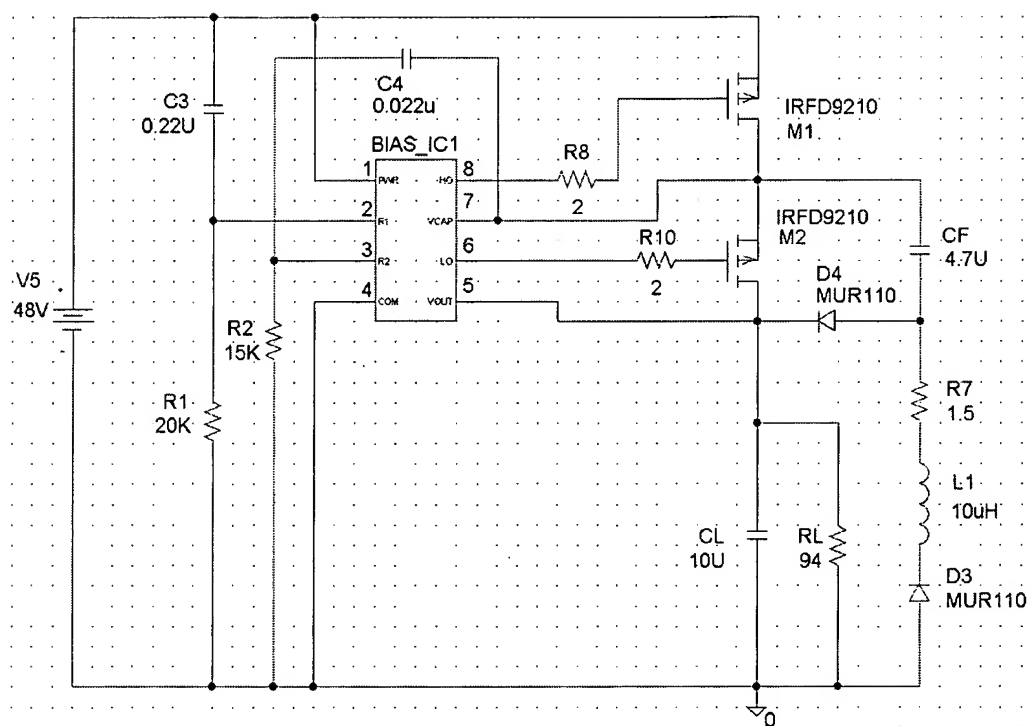 C3
0.22U
C4
0.022u
BIAS_IC1
1
PWR
HO
8
2
R1
VCAP
7
3
R2
LO
6
4
COM
VOUT
5
R8
2
IRFD9210
M1
R10
2
IRFD9210
M2
CF
4.7U
D4
MUR110
V5
48V
R2
15K
R1
20K
R7
1.5
L1
10uH
CL
10U
RL
94
D3
MUR110
0